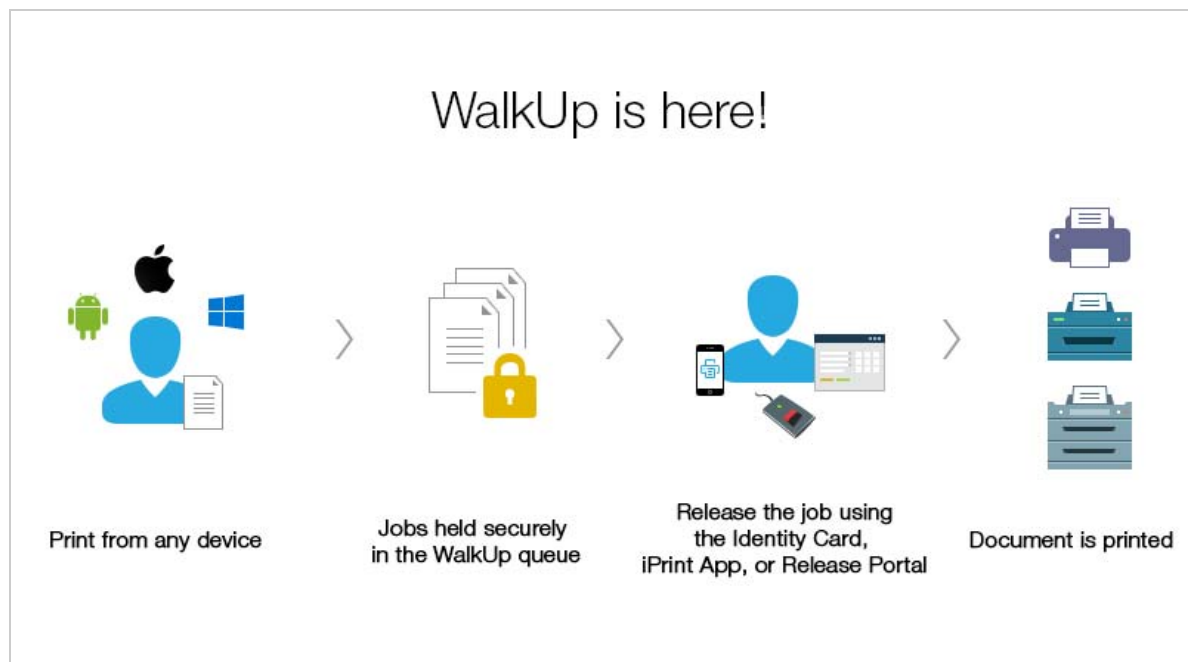 WalkUp is here!
Print from any device
Jobs held securely
in the WalkUp queue
Release the job using
the Identity Card,
iPrint App, or Release Portal
Document is printed